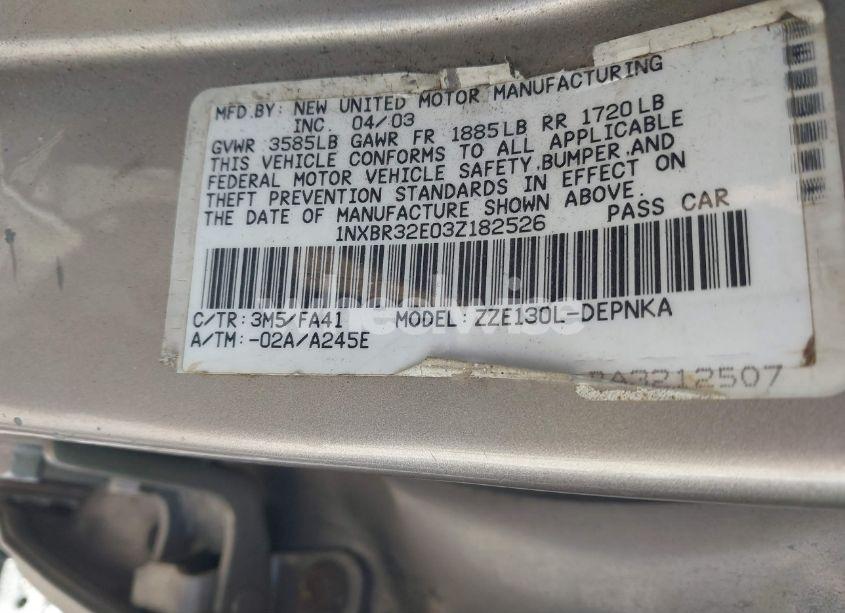 MFD.BY: NEW UNITED MOTOR MANUFACTURING
INC. 04/03
GVWR 3585LB GAWR FR 1885LB RR 1720LB
THIS VEHICLE CONFORMS TO ALL APPLICABLE
FEDERAL MOTOR VEHICLE SAFETY,BUMPER,AND
THEFT PREVENTION STANDARDS IN EFFECT ON
THE DATE OF MANUFACTURE SHOWN ABOVE.
1NXBR32E03Z182526 PASS CAR
C/TR:3M5/FA41 MODEL:ZZE130L-DEPNKA
A/TM:-02A/A245E